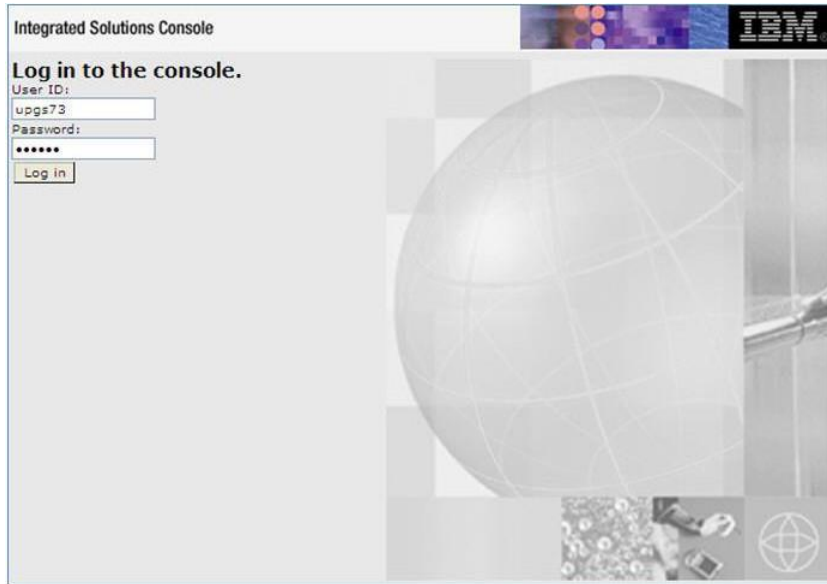 Integrated Solutions Console
IBM
Log in to the console.
User ID:
upgs73
Password:
••••••
Log in